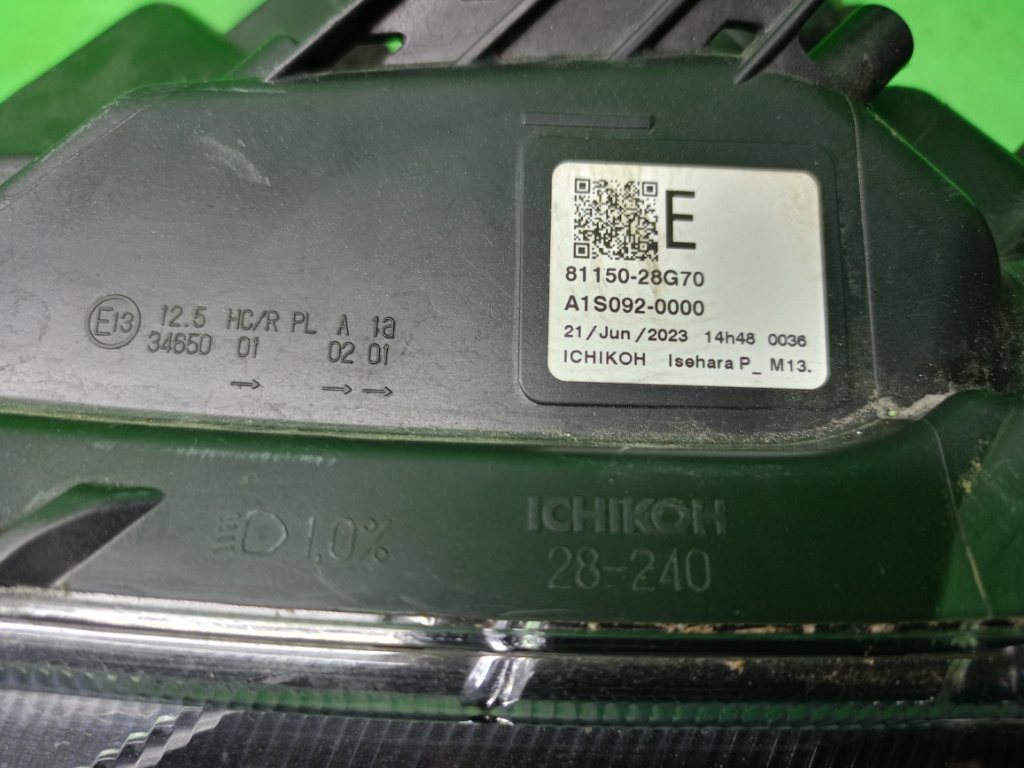 E
81150-28G70
A1S092-0000
21/Jun/2023 14h48 0036
ICHIKOH Isehara P_ M13.
E13 12.5 HC/R PL A 1a
34650 01 02 01
→ → →
1,0%
ICHIKOH
28-240